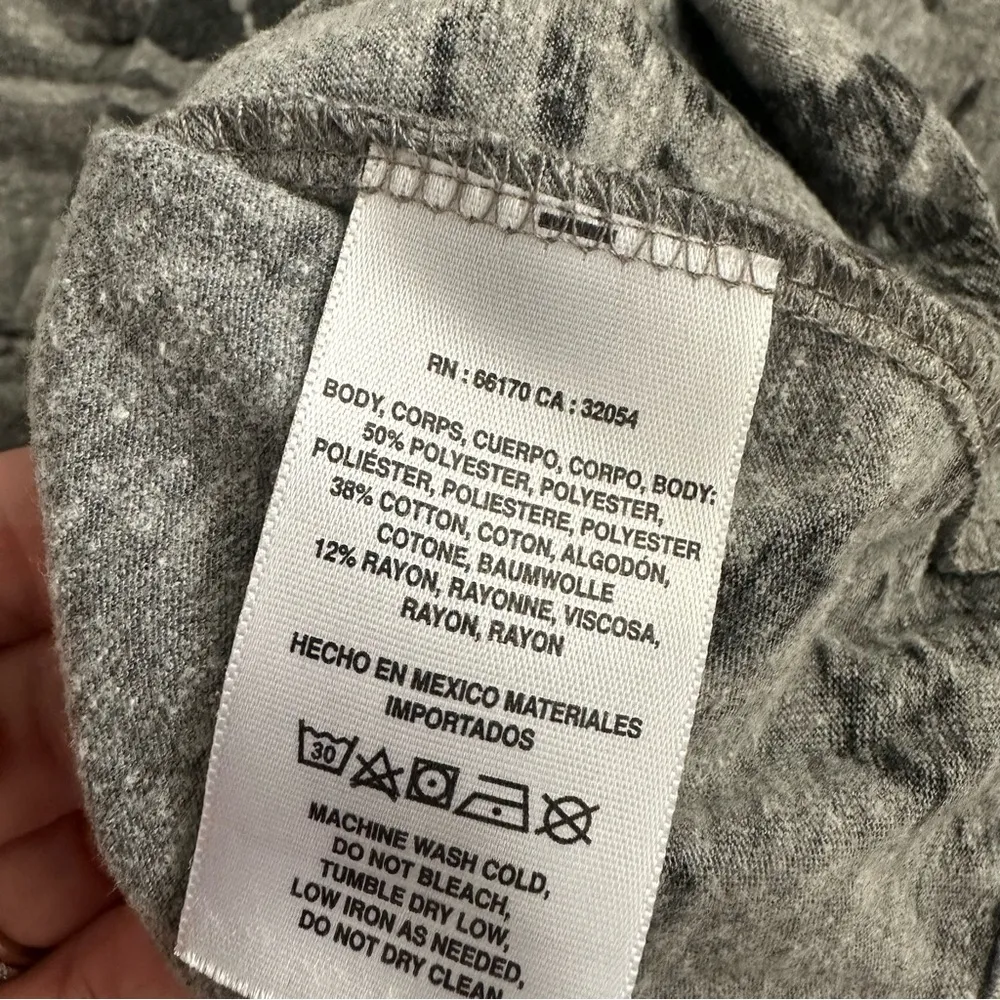 RN : 66170 CA : 32054
BODY, CORPS, CUERPO, CORPO, BODY:
50% POLYESTER, POLYESTER,
POLIÉSTER, POLIESTERE, POLYESTER
38% COTTON, COTON, ALGODÓN,
COTONE, BAUMWOLLE
12% RAYON, RAYONNE, VISCOSA,
RAYON, RAYON
HECHO EN MEXICO MATERIALES
IMPORTADOS
30
MACHINE WASH COLD,
DO NOT BLEACH,
TUMBLE DRY LOW,
LOW IRON AS NEEDED,
DO NOT DRY CLEAN